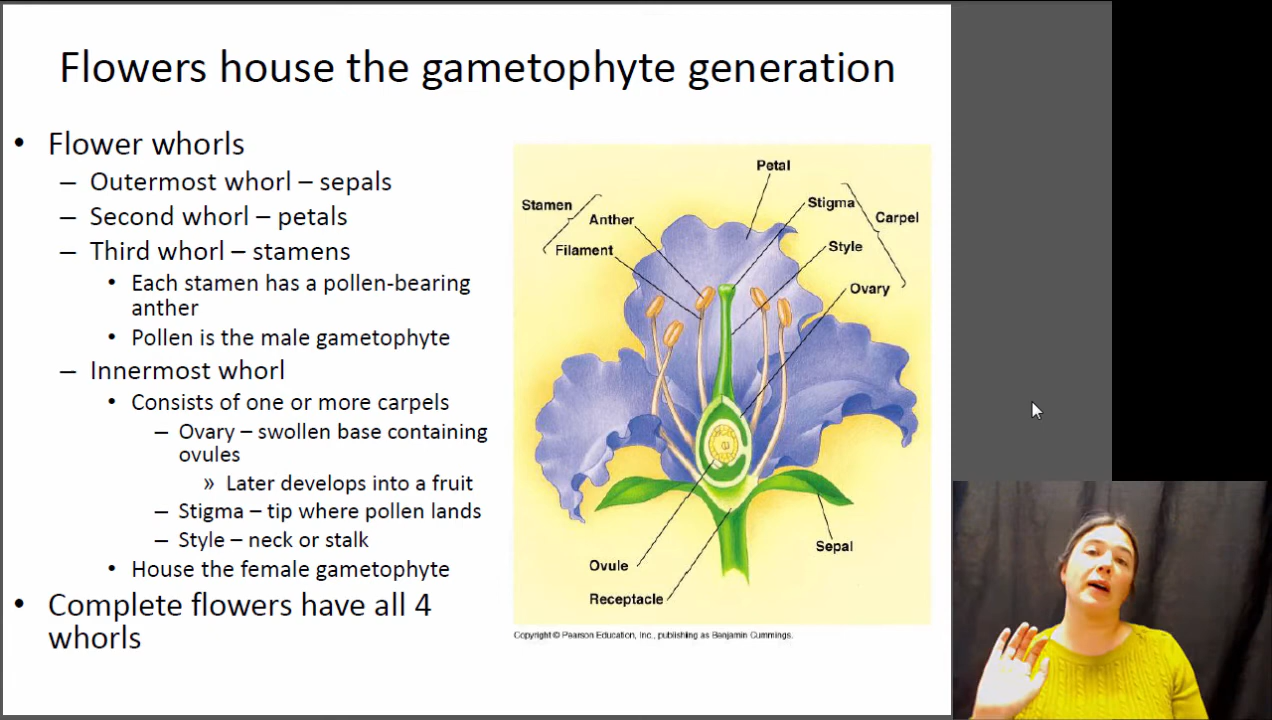 Flowers house the gametophyte generation
• Flower whorls
– Outermost whorl – sepals
– Second whorl – petals
– Third whorl – stamens
• Each stamen has a pollen-bearing
anther
• Pollen is the male gametophyte
– Innermost whorl
• Consists of one or more carpels
– Ovary – swollen base containing
ovules
» Later develops into a fruit
– Stigma – tip where pollen lands
– Style – neck or stalk
• House the female gametophyte
• Complete flowers have all 4
whorls
Petal
Stamen
Anther
Filament
Stigma
Carpel
Style
Ovary
Sepal
Ovule
Receptacle
Copyright © Pearson Education, Inc., publishing as Benjamin Cummings.